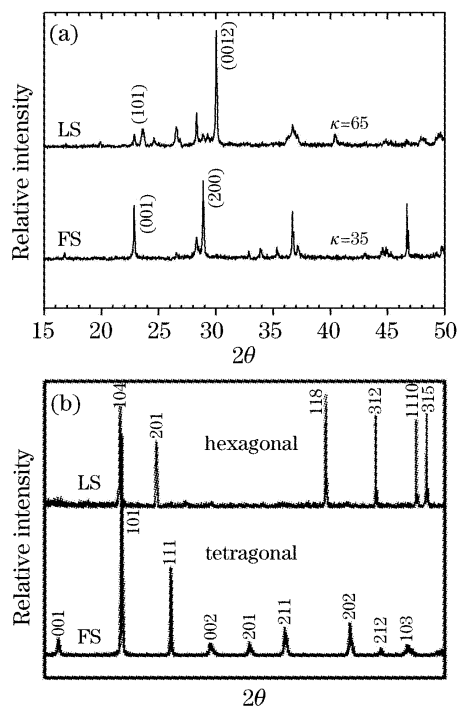 (a)
(0012)
(101)
LS
κ=65
(200)
(001)
FS
κ=35
Relative intensity
15 20 25 30 35 40 45 50
2θ
(b)
104
201
hexagonal
118
312
1110
315
LS
101
111
tetragonal
001
FS
002
201
211
202
212
103
Relative intensity
2θ